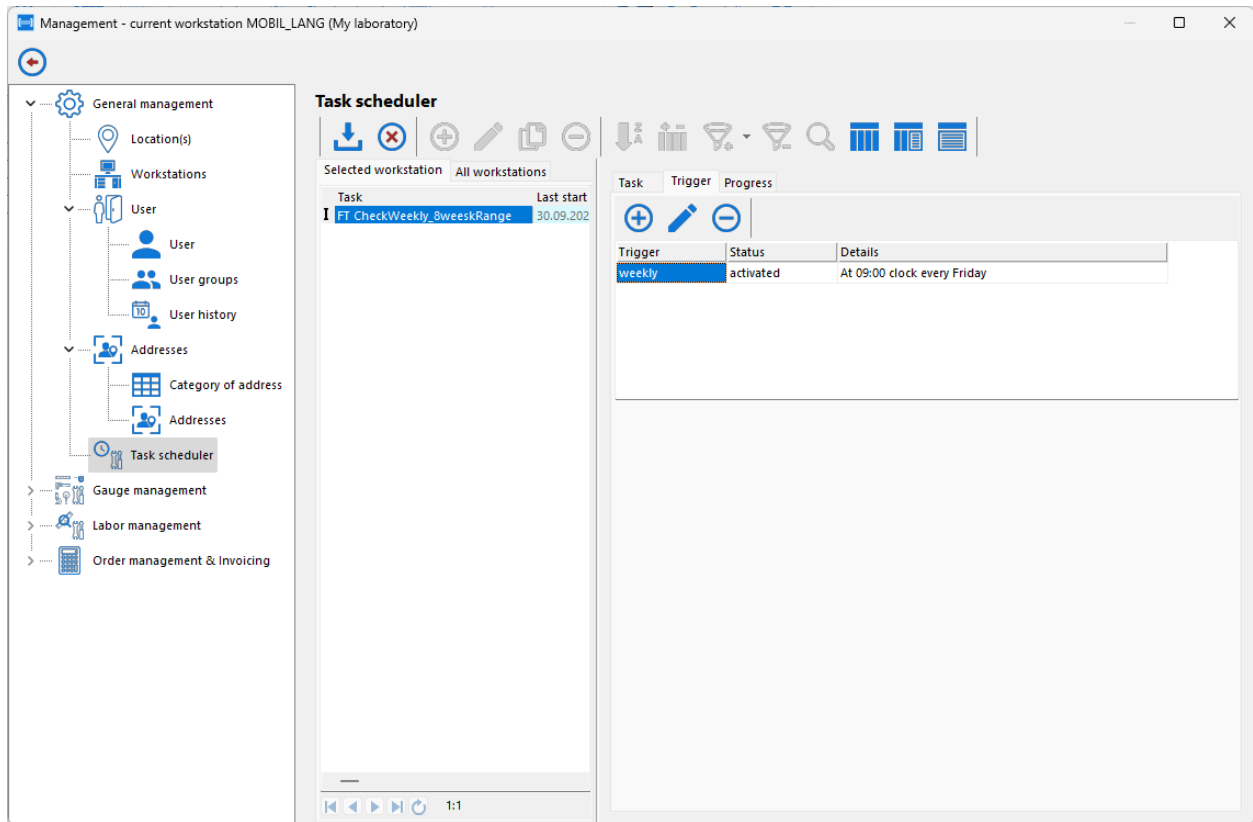 Management - current workstation MOBIL_LANG (My laboratory)
General management
Location(s)
Workstations
User
User
User groups
10
User history
Addresses
Category of address
Addresses
Task scheduler
Gauge management
Labor management
Order management & Invoicing
Task scheduler
Z
A
Selected workstation All workstations
Task Last start
I FT CheckWeekly_8weeskRange 30.09.202
1:1
Task Trigger Progress
Trigger Status Details
weekly activated At 09:00 clock every Friday